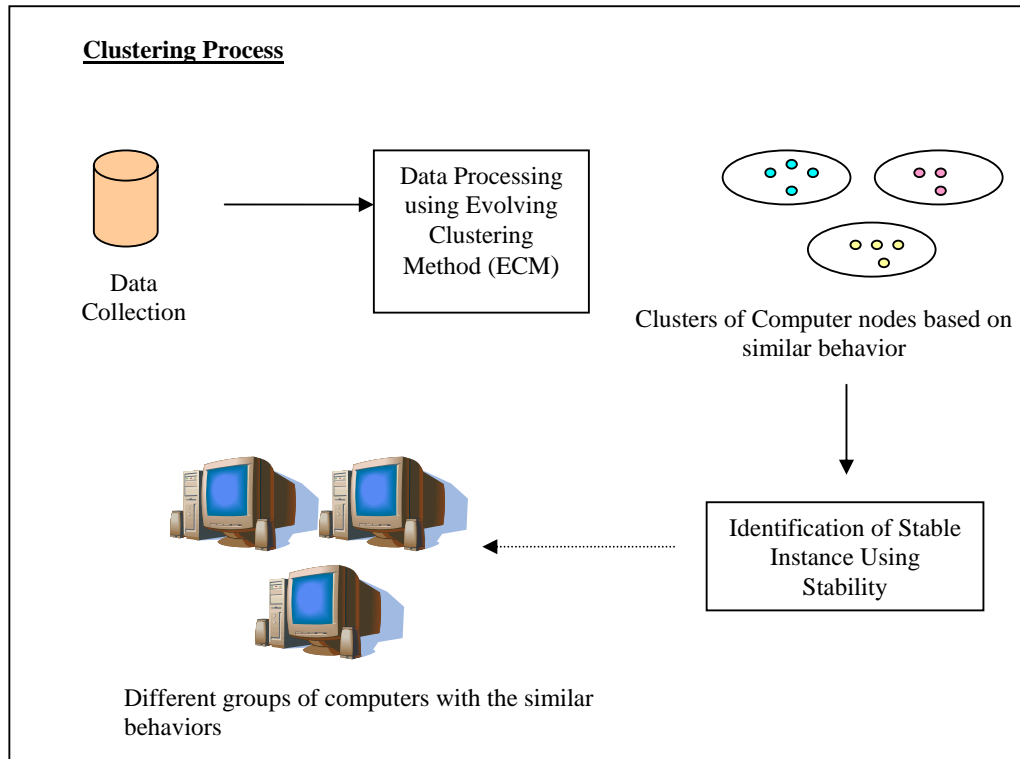 Clustering Process
Data Processing
using Evolving
Clustering
Method (ECM)
Data
Collection
Clusters of Computer nodes based on
similar behavior
Identification of Stable
Instance Using
Stability
Different groups of computers with the similar
behaviors